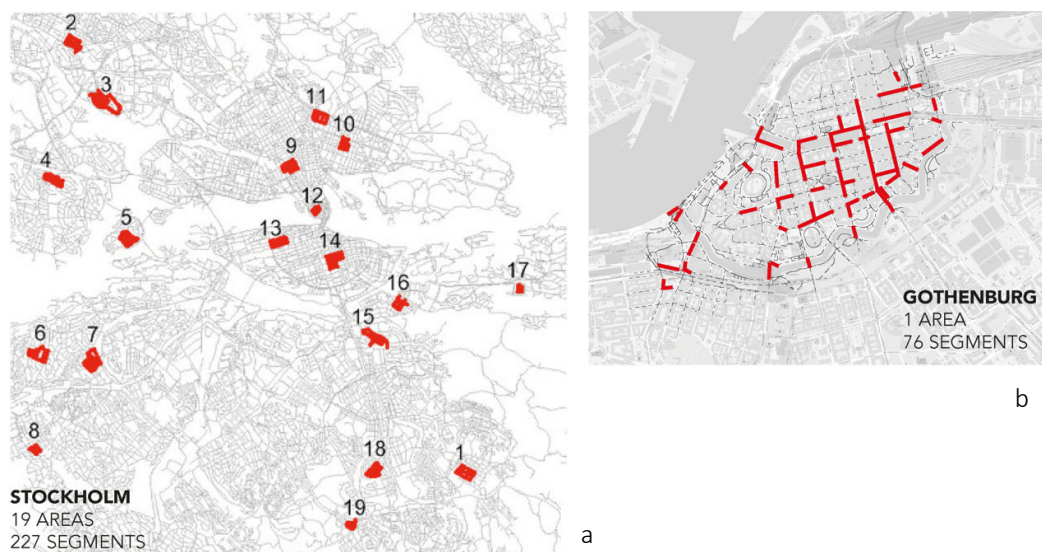 2
3
11
10
4
9
12
5
13
14
17
16
15
6
7
8
18
1
19
STOCKHOLM
19 AREAS
227 SEGMENTS
a
GOTHENBURG
1 AREA
76 SEGMENTS
b